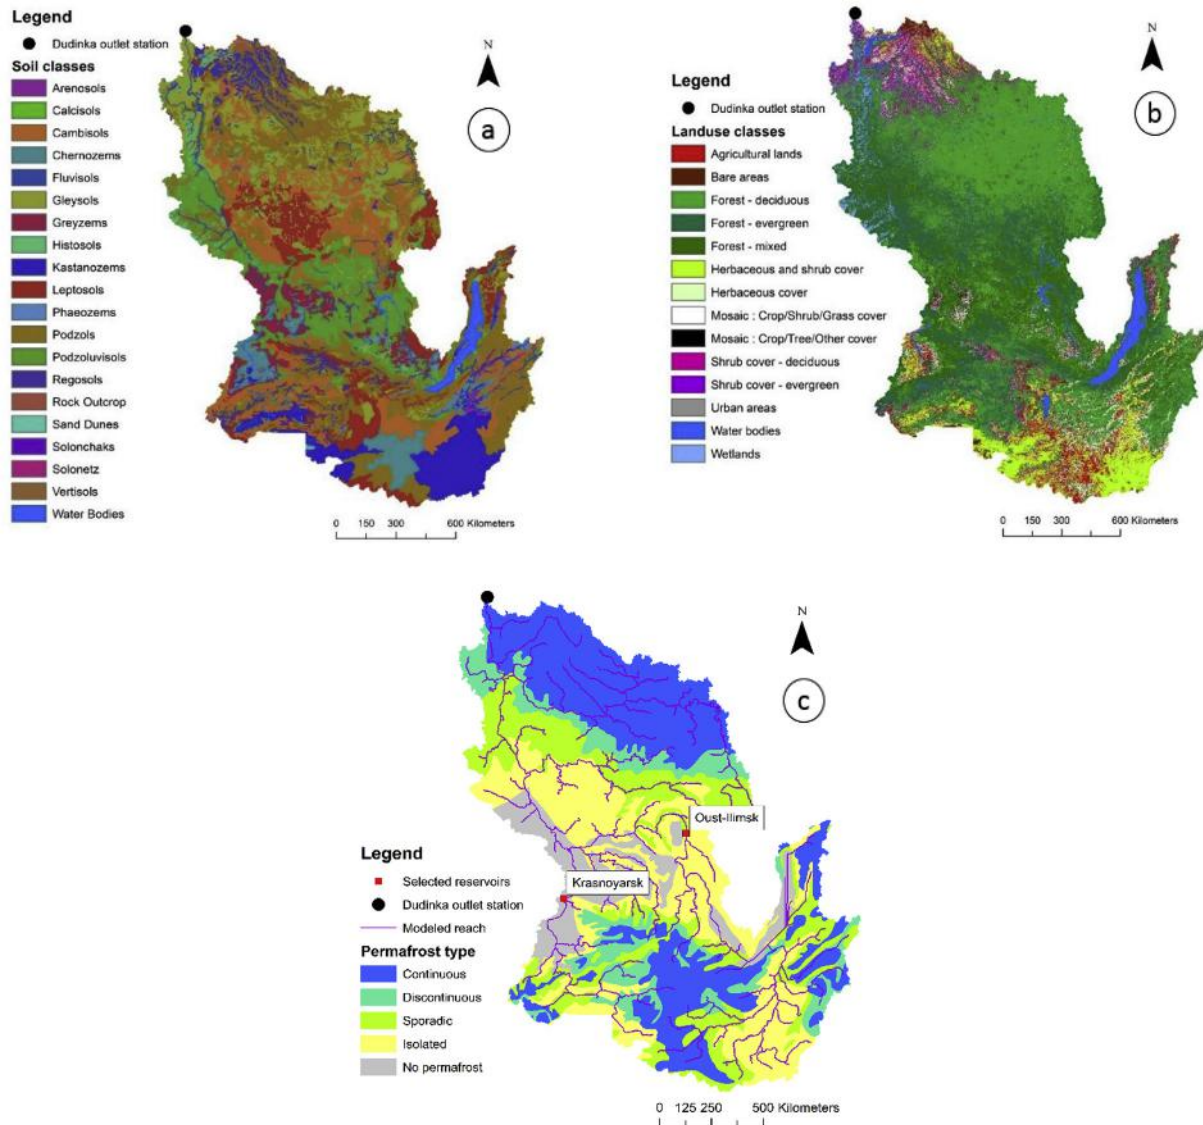 Legend
Dudinka outlet station
Soil classes
Arenosols
Calcisols
Cambisols
Chernozems
Fluvisols
Gleysols
Greyzems
Histosols
Kastanozems
Leptosols
Phaeozems
Podzols
Podzoluvisols
Regosols
Rock Outcrop
Sand Dunes
Solonchaks
Solonetz
Vertisols
Water Bodies
N
a
0 150 300 600 Kilometers
Legend
Dudinka outlet station
Landuse classes
Agricultural lands
Bare areas
Forest - deciduous
Forest - evergreen
Forest - mixed
Herbaceous and shrub cover
Herbaceous cover
Mosaic : Crop/Shrub/Grass cover
Mosaic : Crop/Tree/Other cover
Shrub cover - deciduous
Shrub cover - evergreen
Urban areas
Water bodies
Wetlands
N
b
0 150 300 600 Kilometers
N
c
Oust-Ilimsk
Krasnoyarsk
Legend
Selected reservoirs
Dudinka outlet station
Modeled reach
Permafrost type
Continuous
Discontinuous
Sporadic
Isolated
No permafrost
0 125 250 500 Kilometers